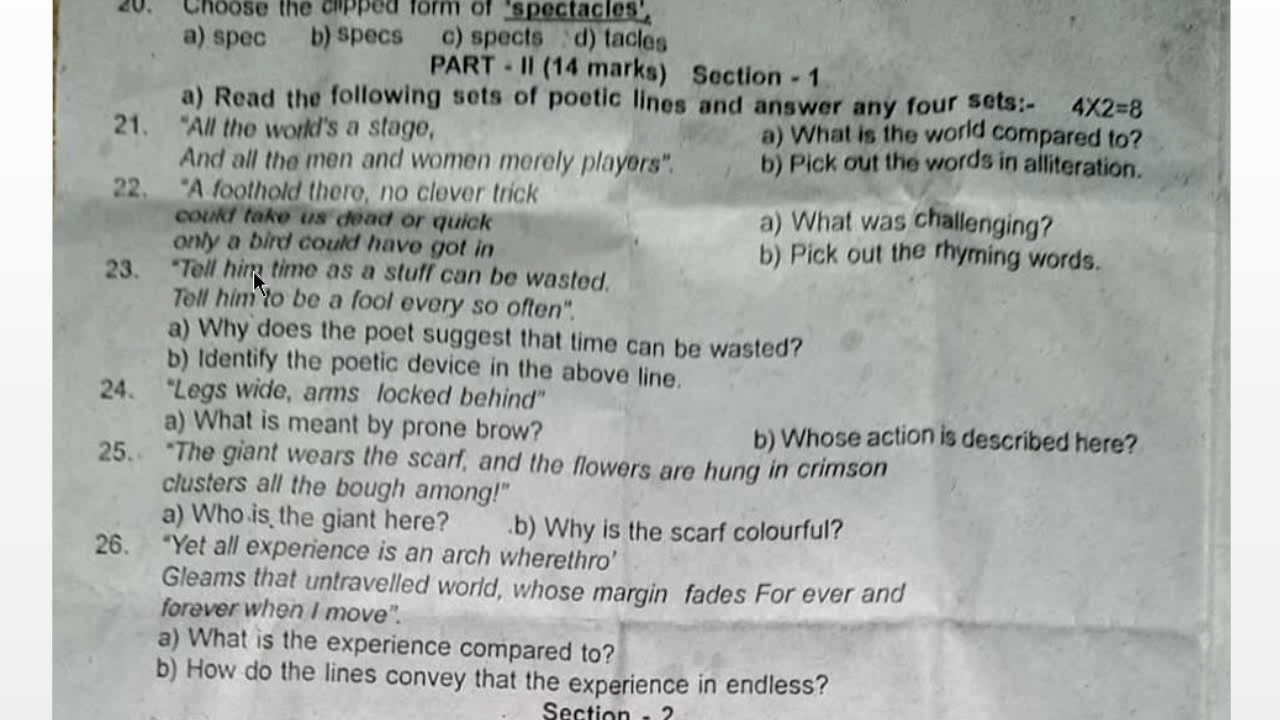 20. Choose the clipped form of 'spectacles'.
a) spec b) specs c) spects d) tacles
PART - II (14 marks) Section - 1
a) Read the following sets of poetic lines and answer any four sets:- 4X2=8
21. "All the world's a stage, a) What is the world compared to?
And all the men and women merely players". b) Pick out the words in alliteration.
22. "A foothold there, no clever trick
could take us dead or quick a) What was challenging?
only a bird could have got in b) Pick out the rhyming words.
23. "Tell him time as a stuff can be wasted.
Tell him to be a fool every so often".
a) Why does the poet suggest that time can be wasted?
b) Identify the poetic device in the above line.
24. "Legs wide, arms locked behind"
a) What is meant by prone brow? b) Whose action is described here?
25. "The giant wears the scarf, and the flowers are hung in crimson
clusters all the bough among!"
a) Who is the giant here? b) Why is the scarf colourful?
26. "Yet all experience is an arch wherethro'
Gleams that untravelled world, whose margin fades For ever and
forever when I move".
a) What is the experience compared to?
b) How do the lines convey that the experience in endless?
Section - 2